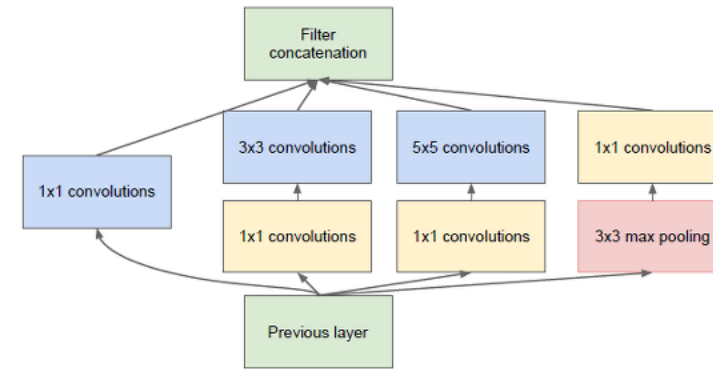 Filter
concatenation
3x3 convolutions
5x5 convolutions
1x1 convolutions
1x1 convolutions
1x1 convolutions
1x1 convolutions
3x3 max pooling
Previous layer